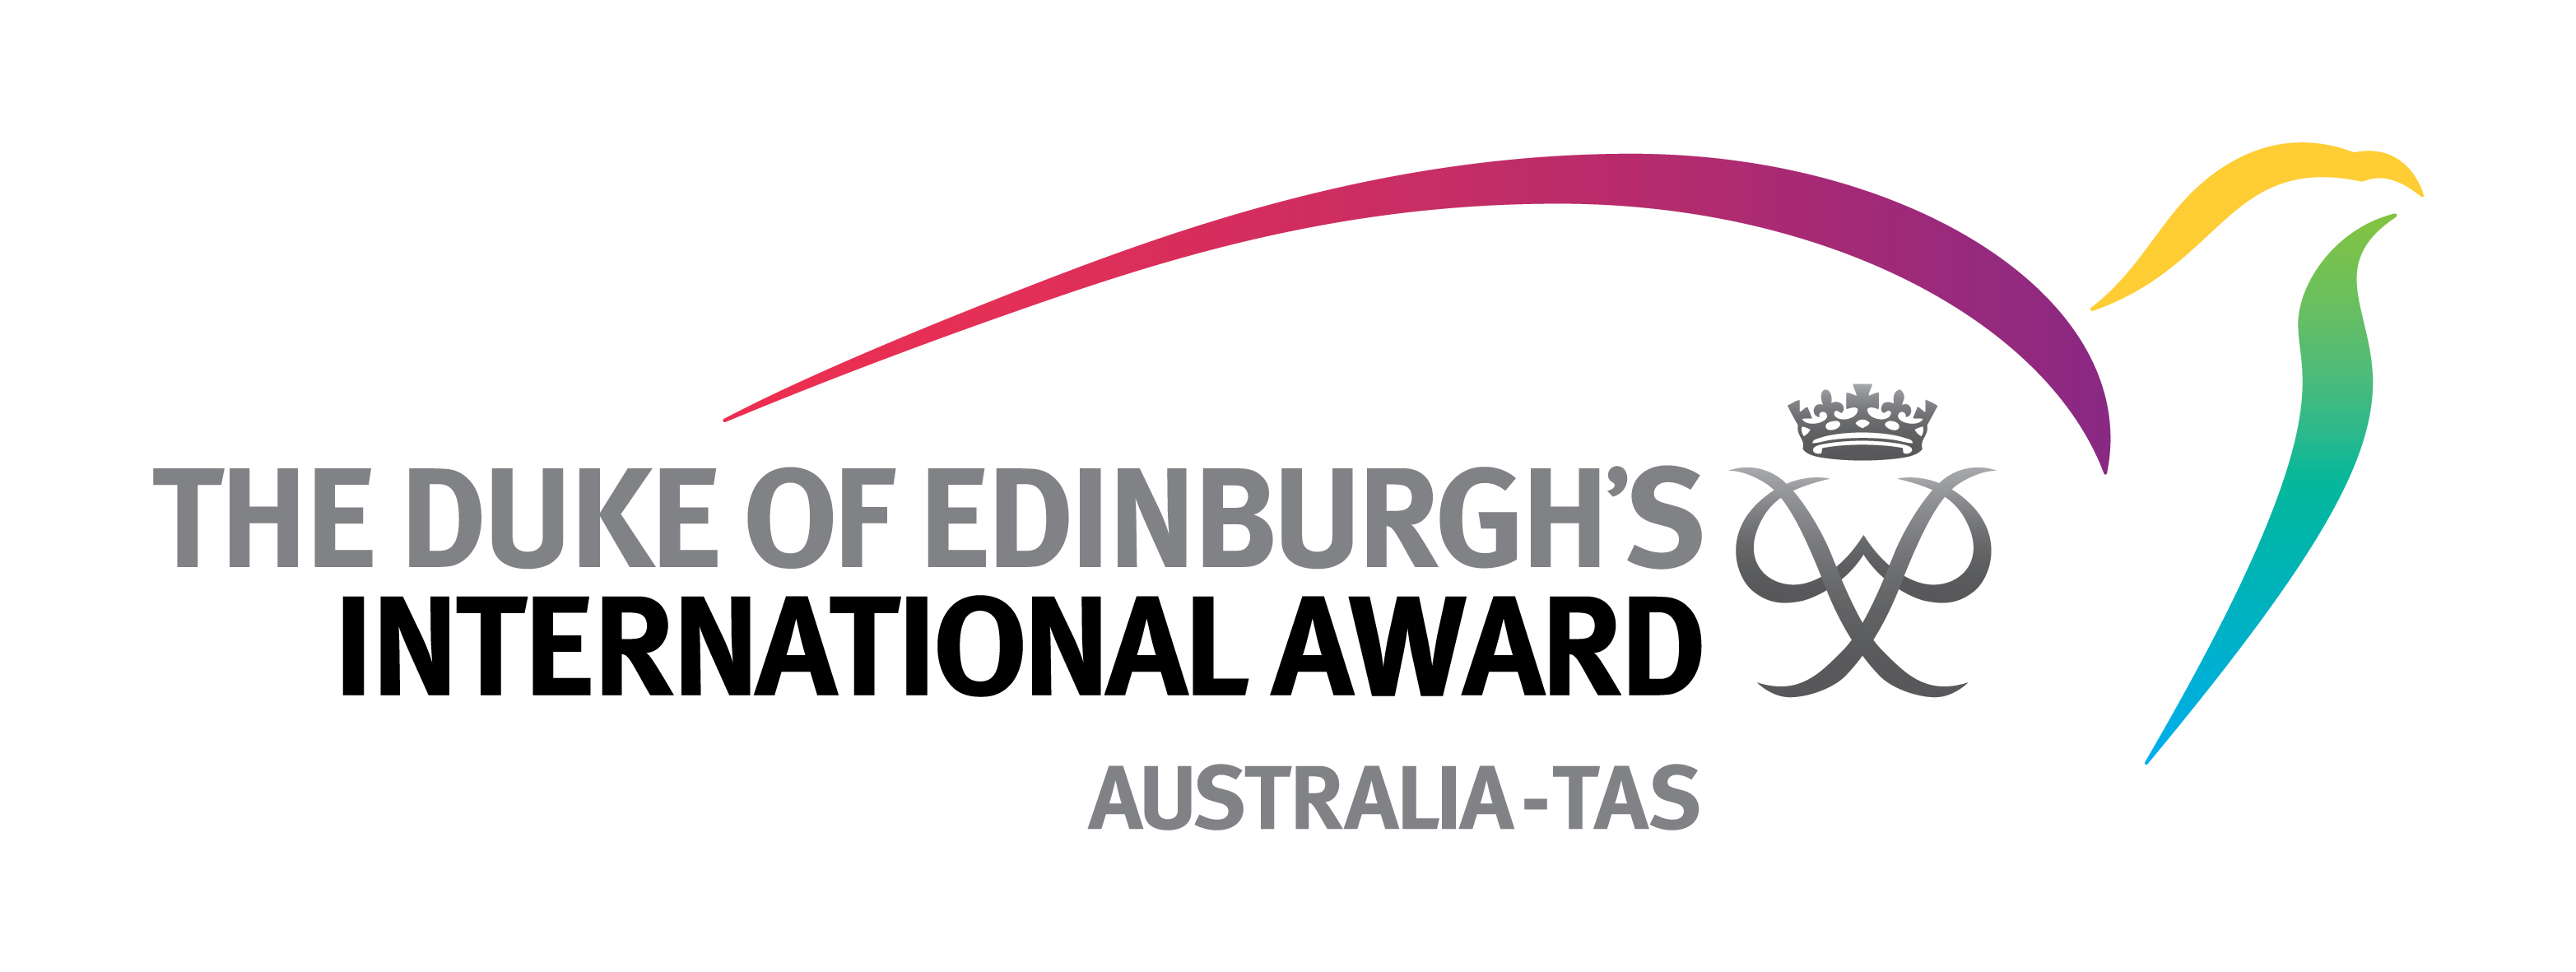 THE DUKE OF EDINBURGH’S
INTERNATIONAL AWARD
AUSTRALIA - TAS